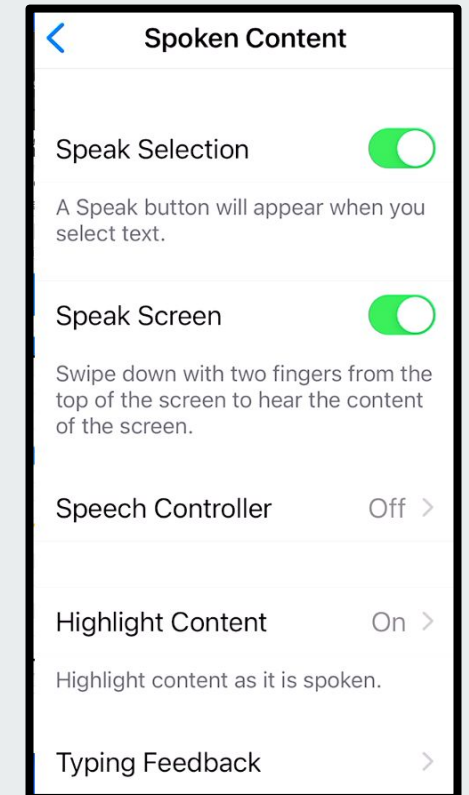 Spoken Content
Speak Selection
A Speak button will appear when you
select text.
Speak Screen
Swipe down with two fingers from the
top of the screen to hear the content
of the screen.
Speech Controller Off
Highlight Content On
Highlight content as it is spoken.
Typing Feedback